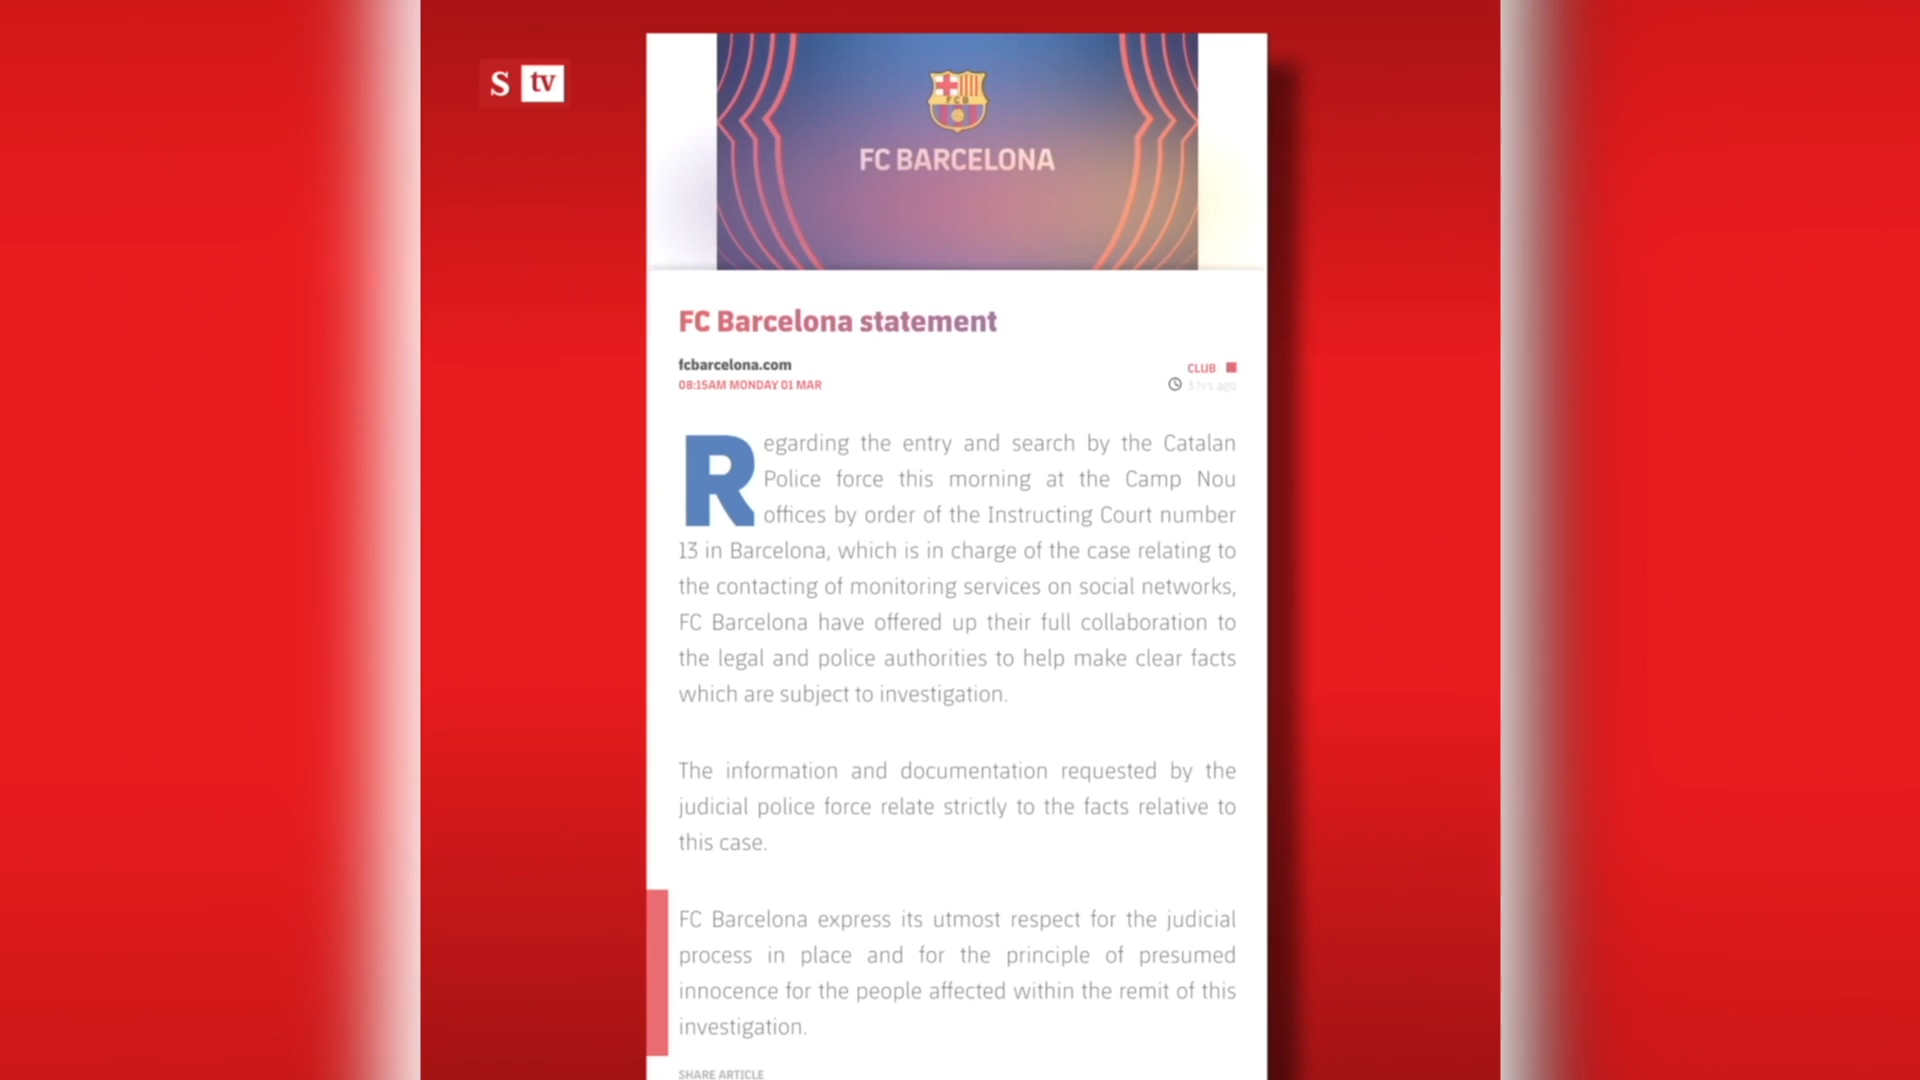 S tv
FCB
FC BARCELONA
FC Barcelona statement
fcbarcelona.com
CLUB
08:15AM MONDAY 01 MAR
3 hrs ago
Regarding the entry and search by the Catalan
Police force this morning at the Camp Nou
offices by order of the Instructing Court number
13 in Barcelona, which is in charge of the case relating to
the contacting of monitoring services on social networks,
FC Barcelona have offered up their full collaboration to
the legal and police authorities to help make clear facts
which are subject to investigation.
The information and documentation requested by the
judicial police force relate strictly to the facts relative to
this case.
FC Barcelona express its utmost respect for the judicial
process in place and for the principle of presumed
innocence for the people affected within the remit of this
investigation.
SHARE ARTICLE